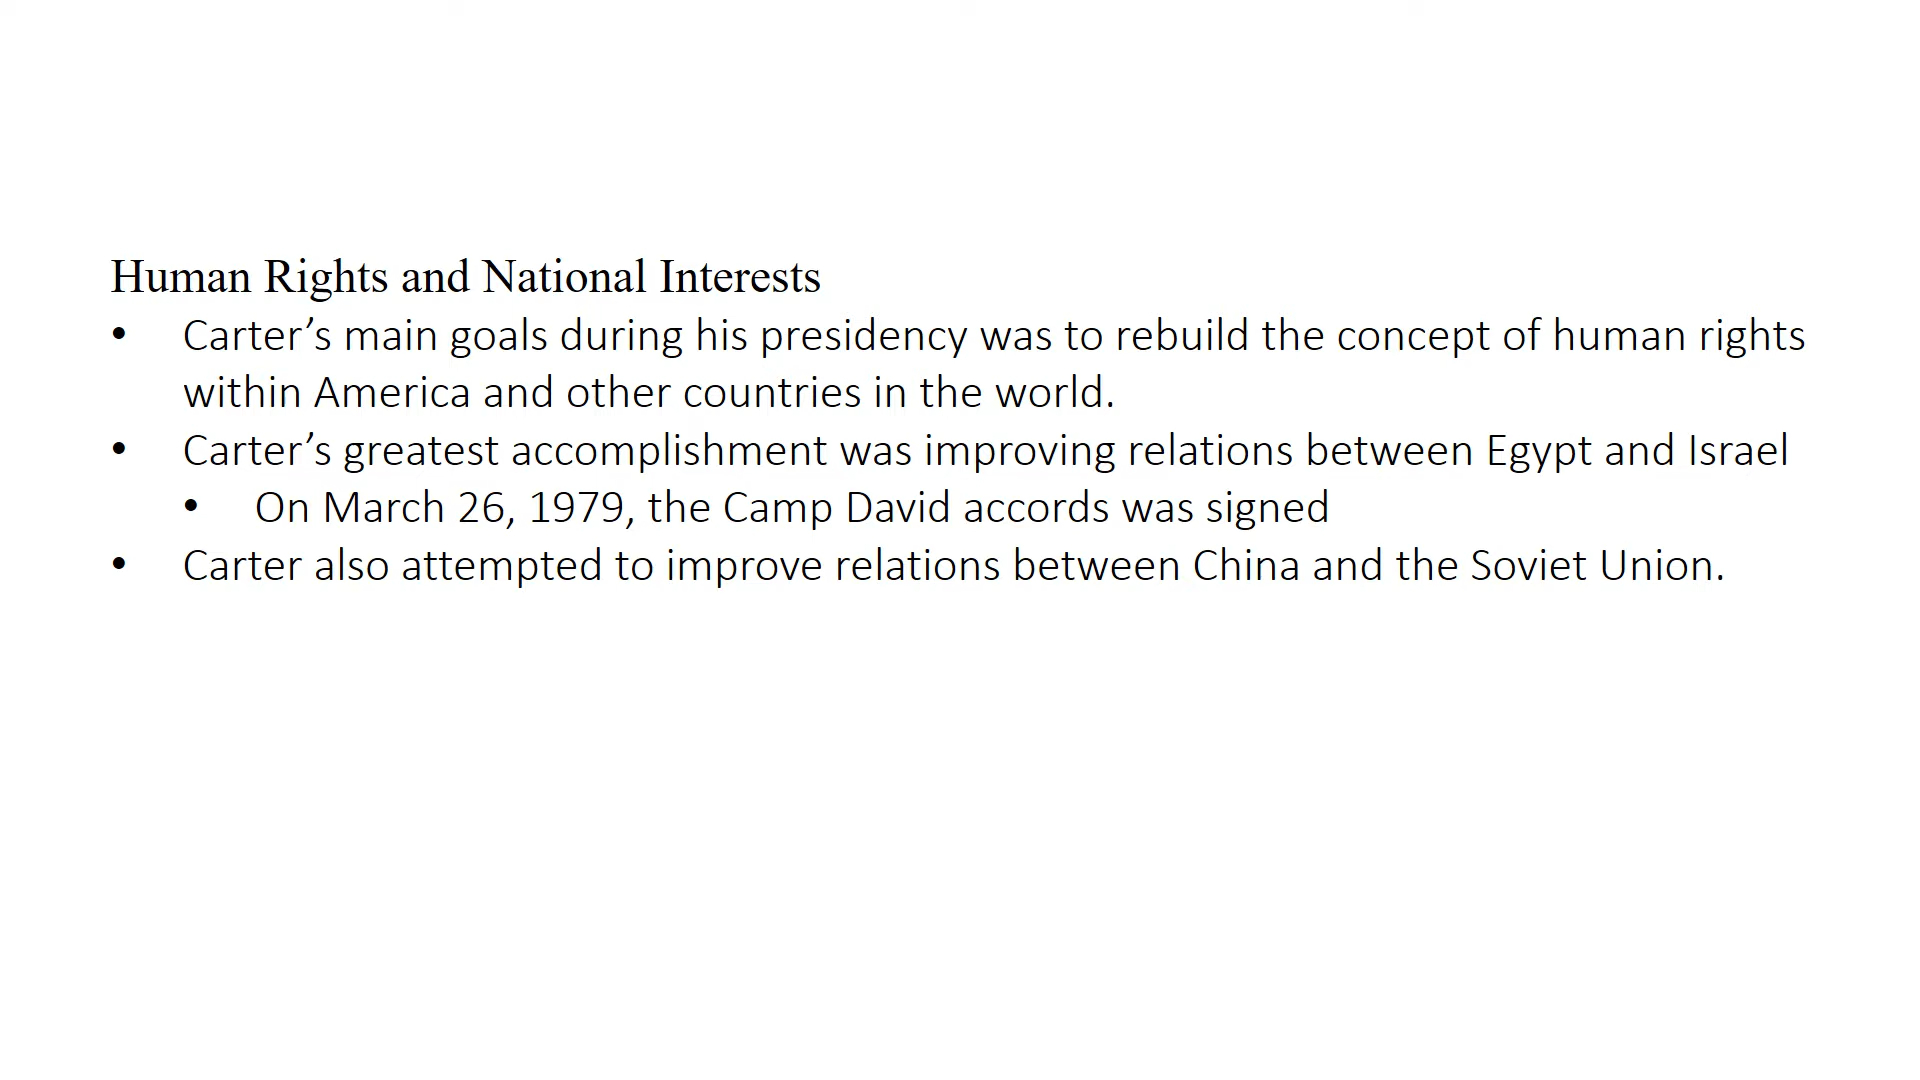 Human Rights and National Interests
• Carter’s main goals during his presidency was to rebuild the concept of human rights
within America and other countries in the world.
• Carter’s greatest accomplishment was improving relations between Egypt and Israel
• On March 26, 1979, the Camp David accords was signed
• Carter also attempted to improve relations between China and the Soviet Union.